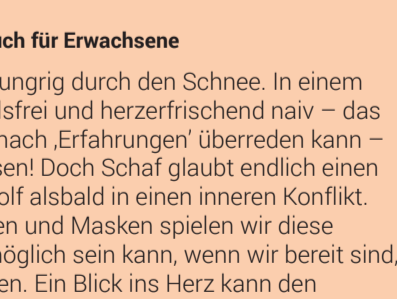 uch für Erwachsene
ungrig durch den Schnee. In einem
lsfrei und herzerfrischend naiv – das
nach ‚Erfahrungen’ überreden kann –
sen! Doch Schaf glaubt endlich einen
olf alsbald in einen inneren Konflikt.
en und Masken spielen wir diese
nöglich sein kann, wenn wir bereit sind,
en. Ein Blick ins Herz kann den